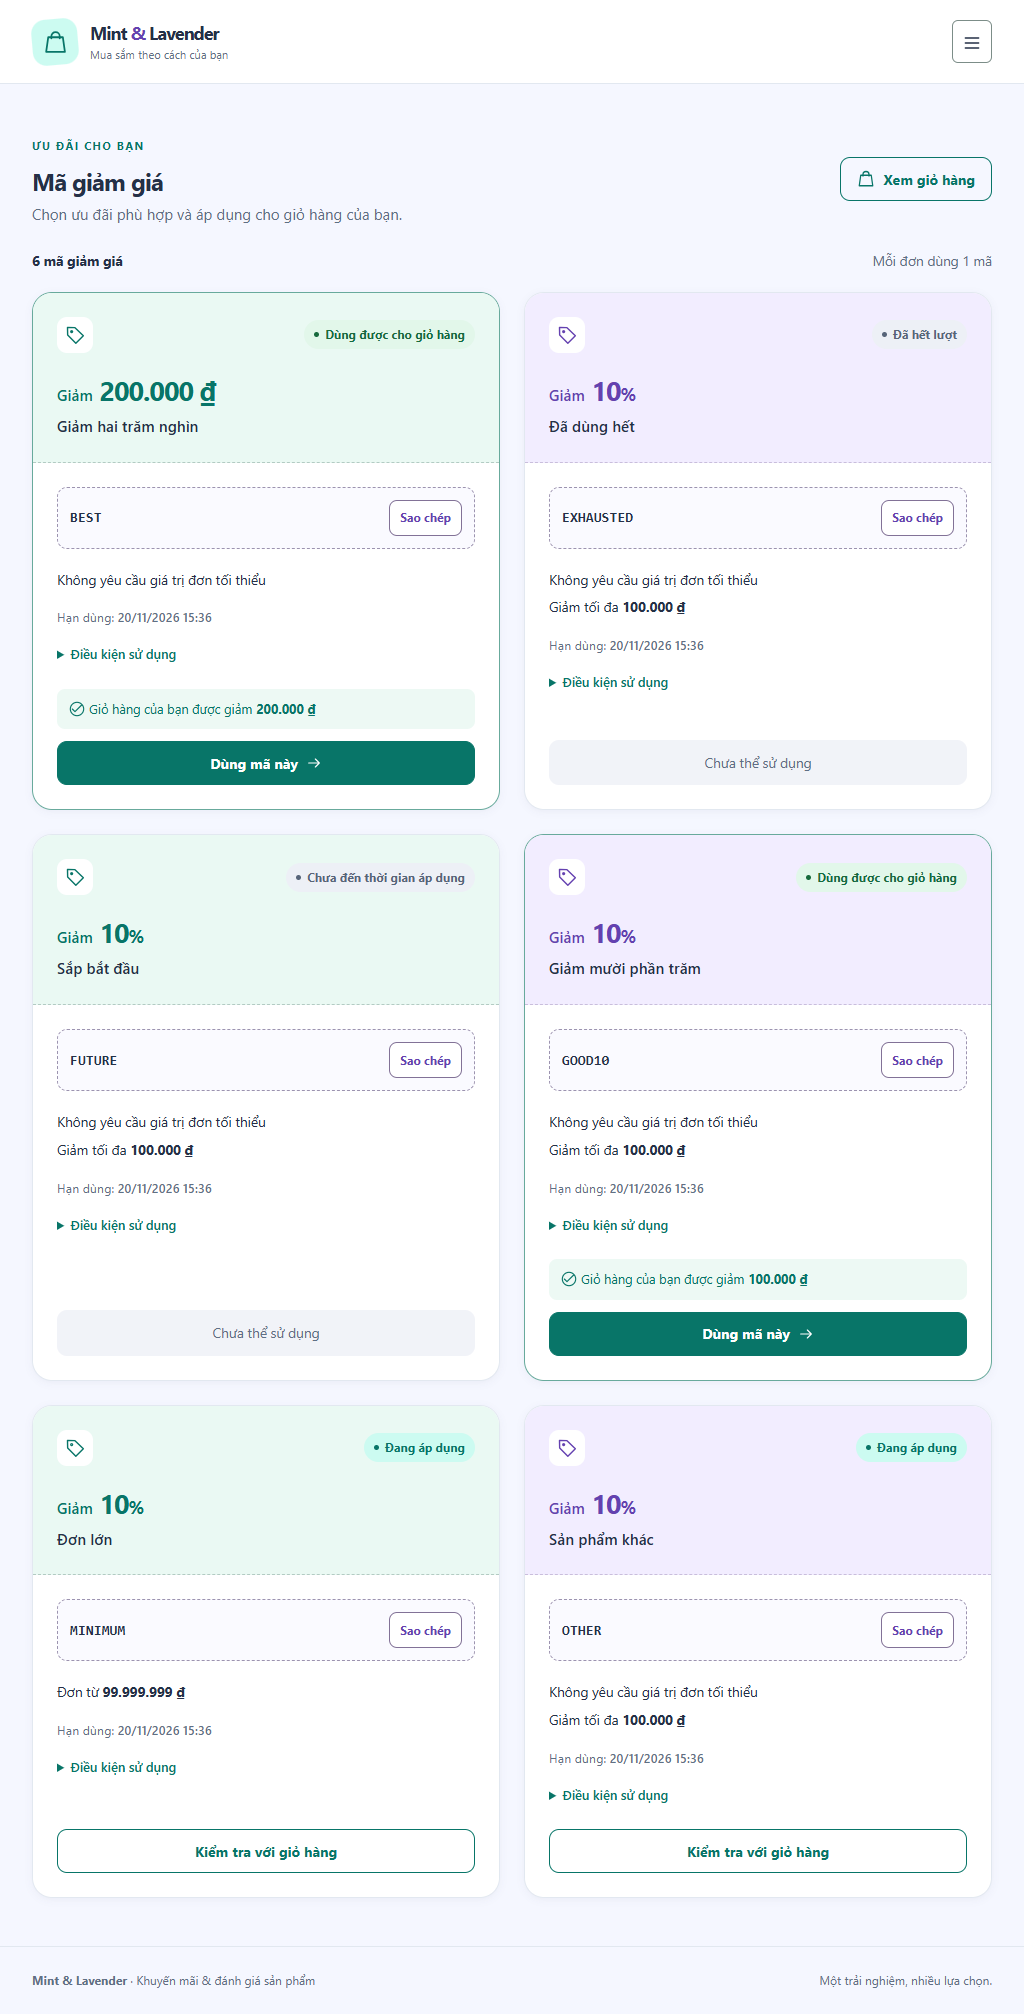 Mint & Lavender
Mua sắm theo cách của bạn
ƯU ĐÃI CHO BẠN
Mã giảm giá
Chọn ưu đãi phù hợp và áp dụng cho giỏ hàng của bạn.
Xem giỏ hàng
6 mã giảm giá
Mỗi đơn dùng 1 mã
Dùng được cho giỏ hàng
Giảm 200.000 ₫
Giảm hai trăm nghìn
BEST
Sao chép
Không yêu cầu giá trị đơn tối thiểu
Hạn dùng: 20/11/2026 15:36
Điều kiện sử dụng
Giỏ hàng của bạn được giảm 200.000 ₫
Dùng mã này →
Đã hết lượt
Giảm 10%
Đã dùng hết
EXHAUSTED
Sao chép
Không yêu cầu giá trị đơn tối thiểu
Giảm tối đa 100.000 ₫
Hạn dùng: 20/11/2026 15:36
Điều kiện sử dụng
Chưa thể sử dụng
Chưa đến thời gian áp dụng
Giảm 10%
Sắp bắt đầu
FUTURE
Sao chép
Không yêu cầu giá trị đơn tối thiểu
Giảm tối đa 100.000 ₫
Hạn dùng: 20/11/2026 15:36
Điều kiện sử dụng
Chưa thể sử dụng
Dùng được cho giỏ hàng
Giảm 10%
Giảm mười phần trăm
GOOD10
Sao chép
Không yêu cầu giá trị đơn tối thiểu
Giảm tối đa 100.000 ₫
Hạn dùng: 20/11/2026 15:36
Điều kiện sử dụng
Giỏ hàng của bạn được giảm 100.000 ₫
Dùng mã này →
Đang áp dụng
Giảm 10%
Đơn lớn
MINIMUM
Sao chép
Đơn từ 99.999.999 ₫
Hạn dùng: 20/11/2026 15:36
Điều kiện sử dụng
Kiểm tra với giỏ hàng
Đang áp dụng
Giảm 10%
Sản phẩm khác
OTHER
Sao chép
Không yêu cầu giá trị đơn tối thiểu
Giảm tối đa 100.000 ₫
Hạn dùng: 20/11/2026 15:36
Điều kiện sử dụng
Kiểm tra với giỏ hàng
Mint & Lavender · Khuyến mãi & đánh giá sản phẩm
Một trải nghiệm, nhiều lựa chọn.